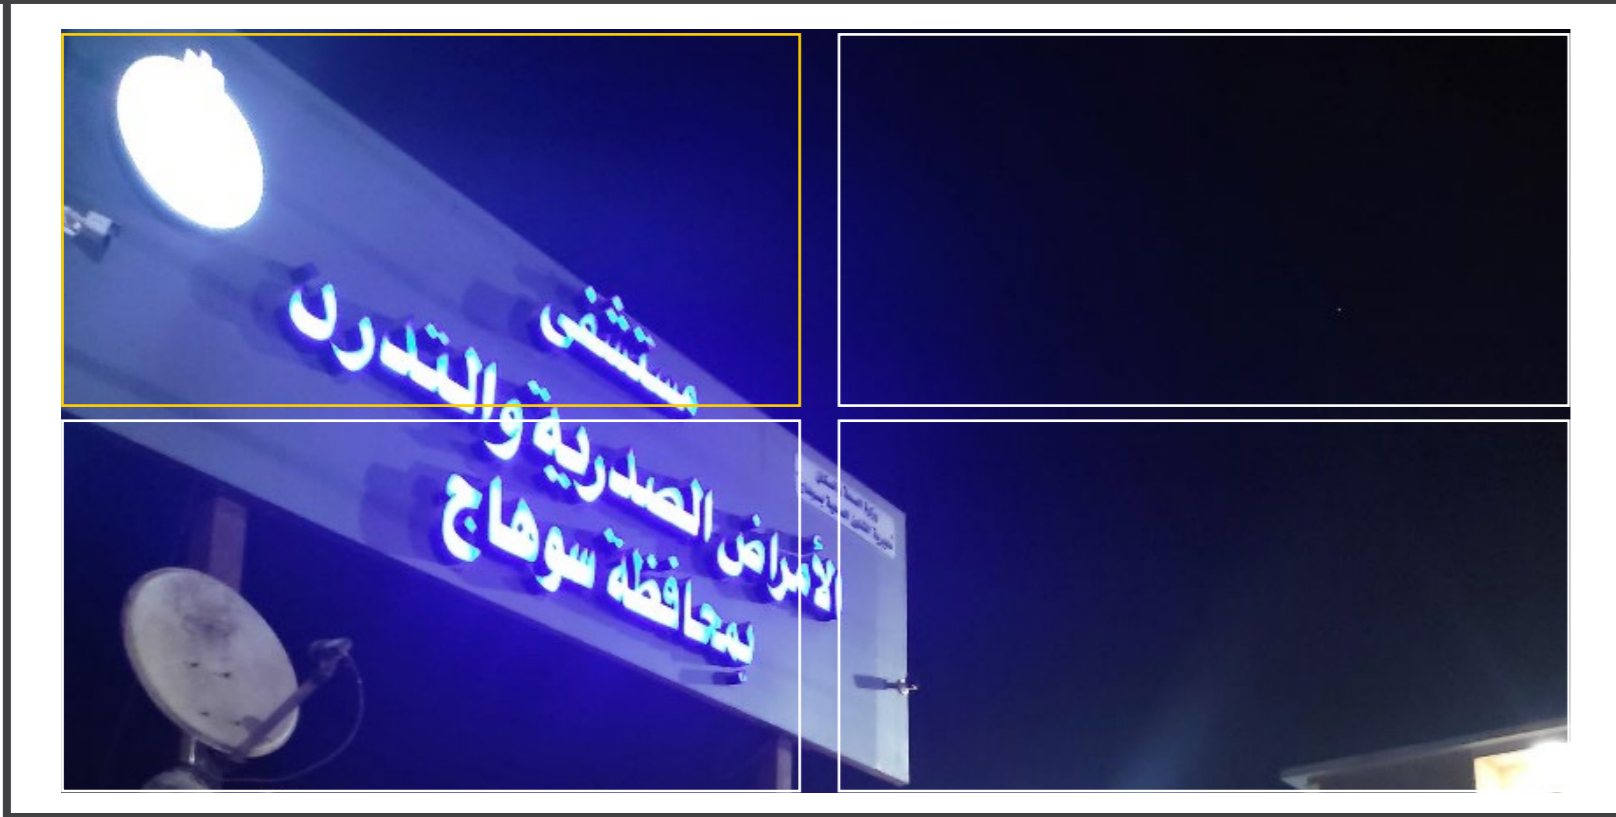 مستشفى
الأمراض الصدرية والتدرن
بمحافظة سوهاج